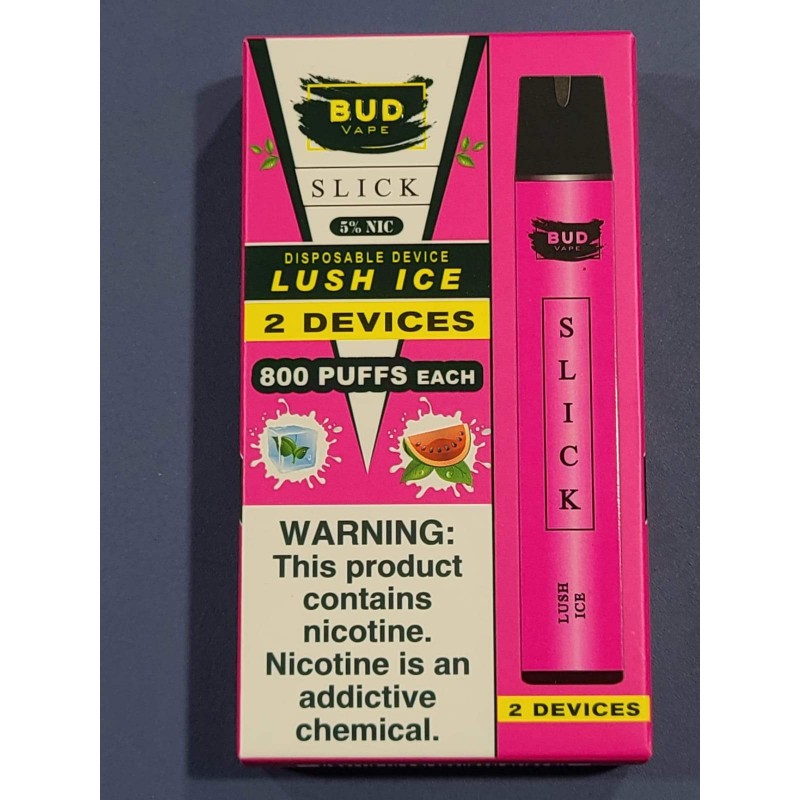 BUD
VAPE
SLICK
5% NIC
DISPOSABLE DEVICE
LUSH ICE
2 DEVICES
800 PUFFS EACH
WARNING:
This product
contains
nicotine.
Nicotine is an
addictive
chemical.
BUD
VAPE
SLICK
LUSH
ICE
2 DEVICES